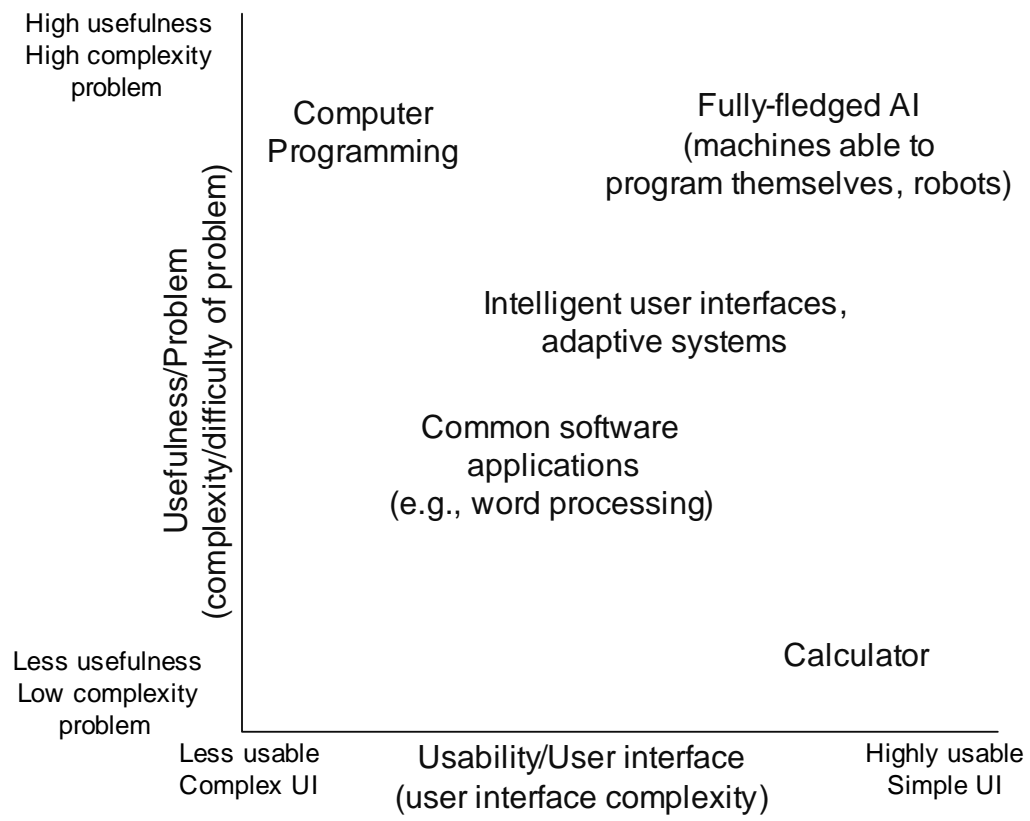 High usefulness
High complexity
problem
Computer
Programming
Fully-fledged AI
(machines able to
program themselves, robots)
Usefulness/Problem
(complexity/difficulty of problem)
Intelligent user interfaces,
adaptive systems
Common software
applications
(e.g., word processing)
Less usefulness
Low complexity
problem
Calculator
Less usable
Complex UI
Usability/User interface
(user interface complexity)
Highly usable
Simple UI